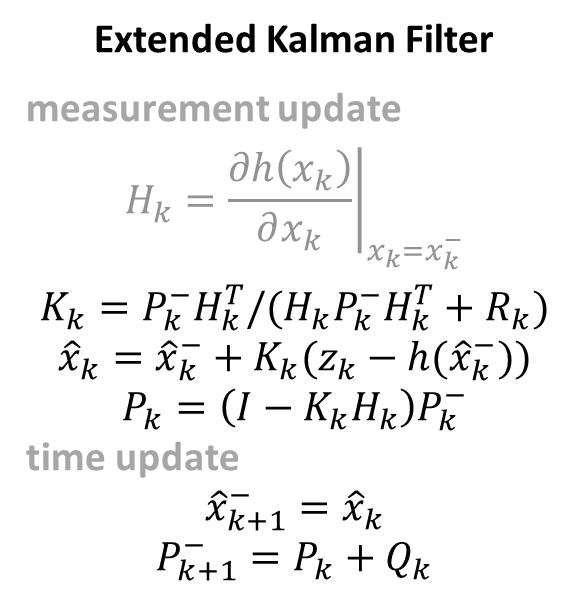 Extended Kalman Filter
measurement update
H_k = ∂h(x_k)/∂x_k |_{x_k=x_k^-}
K_k = P_k^- H_k^T/(H_k P_k^- H_k^T + R_k)
x̂_k = x̂_k^- + K_k(z_k − h(x̂_k^-))
P_k = (I − K_k H_k)P_k^-
time update
x̂_{k+1}^- = x̂_k
P_{k+1}^- = P_k + Q_k